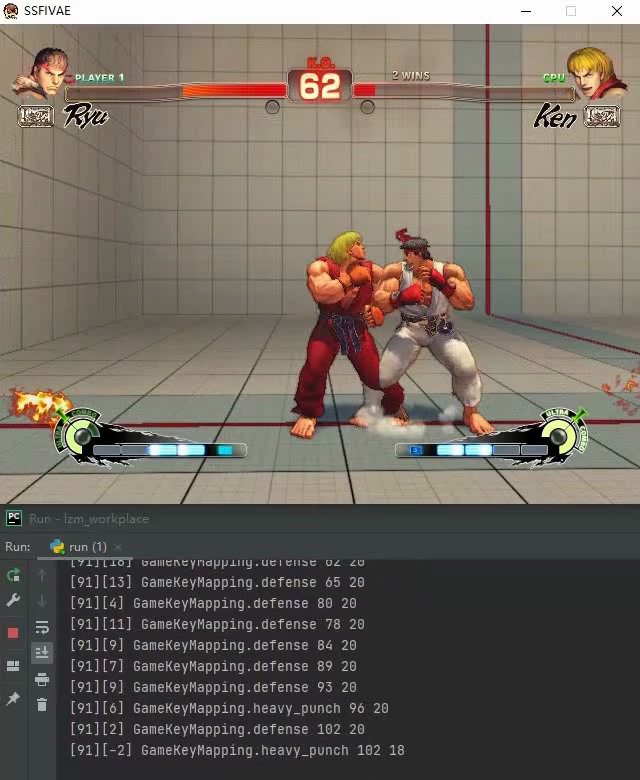 SSFIVAE
K.O.
PLAYER 1
62
2 WINS
CPU
Ryu
Ken
ULTRA
COMBO
PC Run - lzm_workplace
Run: run (1) ×
[91][18] GameKeyMapping.defense 62 20
[91][13] GameKeyMapping.defense 65 20
[91][4] GameKeyMapping.defense 80 20
[91][11] GameKeyMapping.defense 78 20
[91][9] GameKeyMapping.defense 84 20
[91][7] GameKeyMapping.defense 89 20
[91][9] GameKeyMapping.defense 93 20
[91][6] GameKeyMapping.heavy_punch 96 20
[91][2] GameKeyMapping.defense 102 20
[91][-2] GameKeyMapping.heavy_punch 102 18